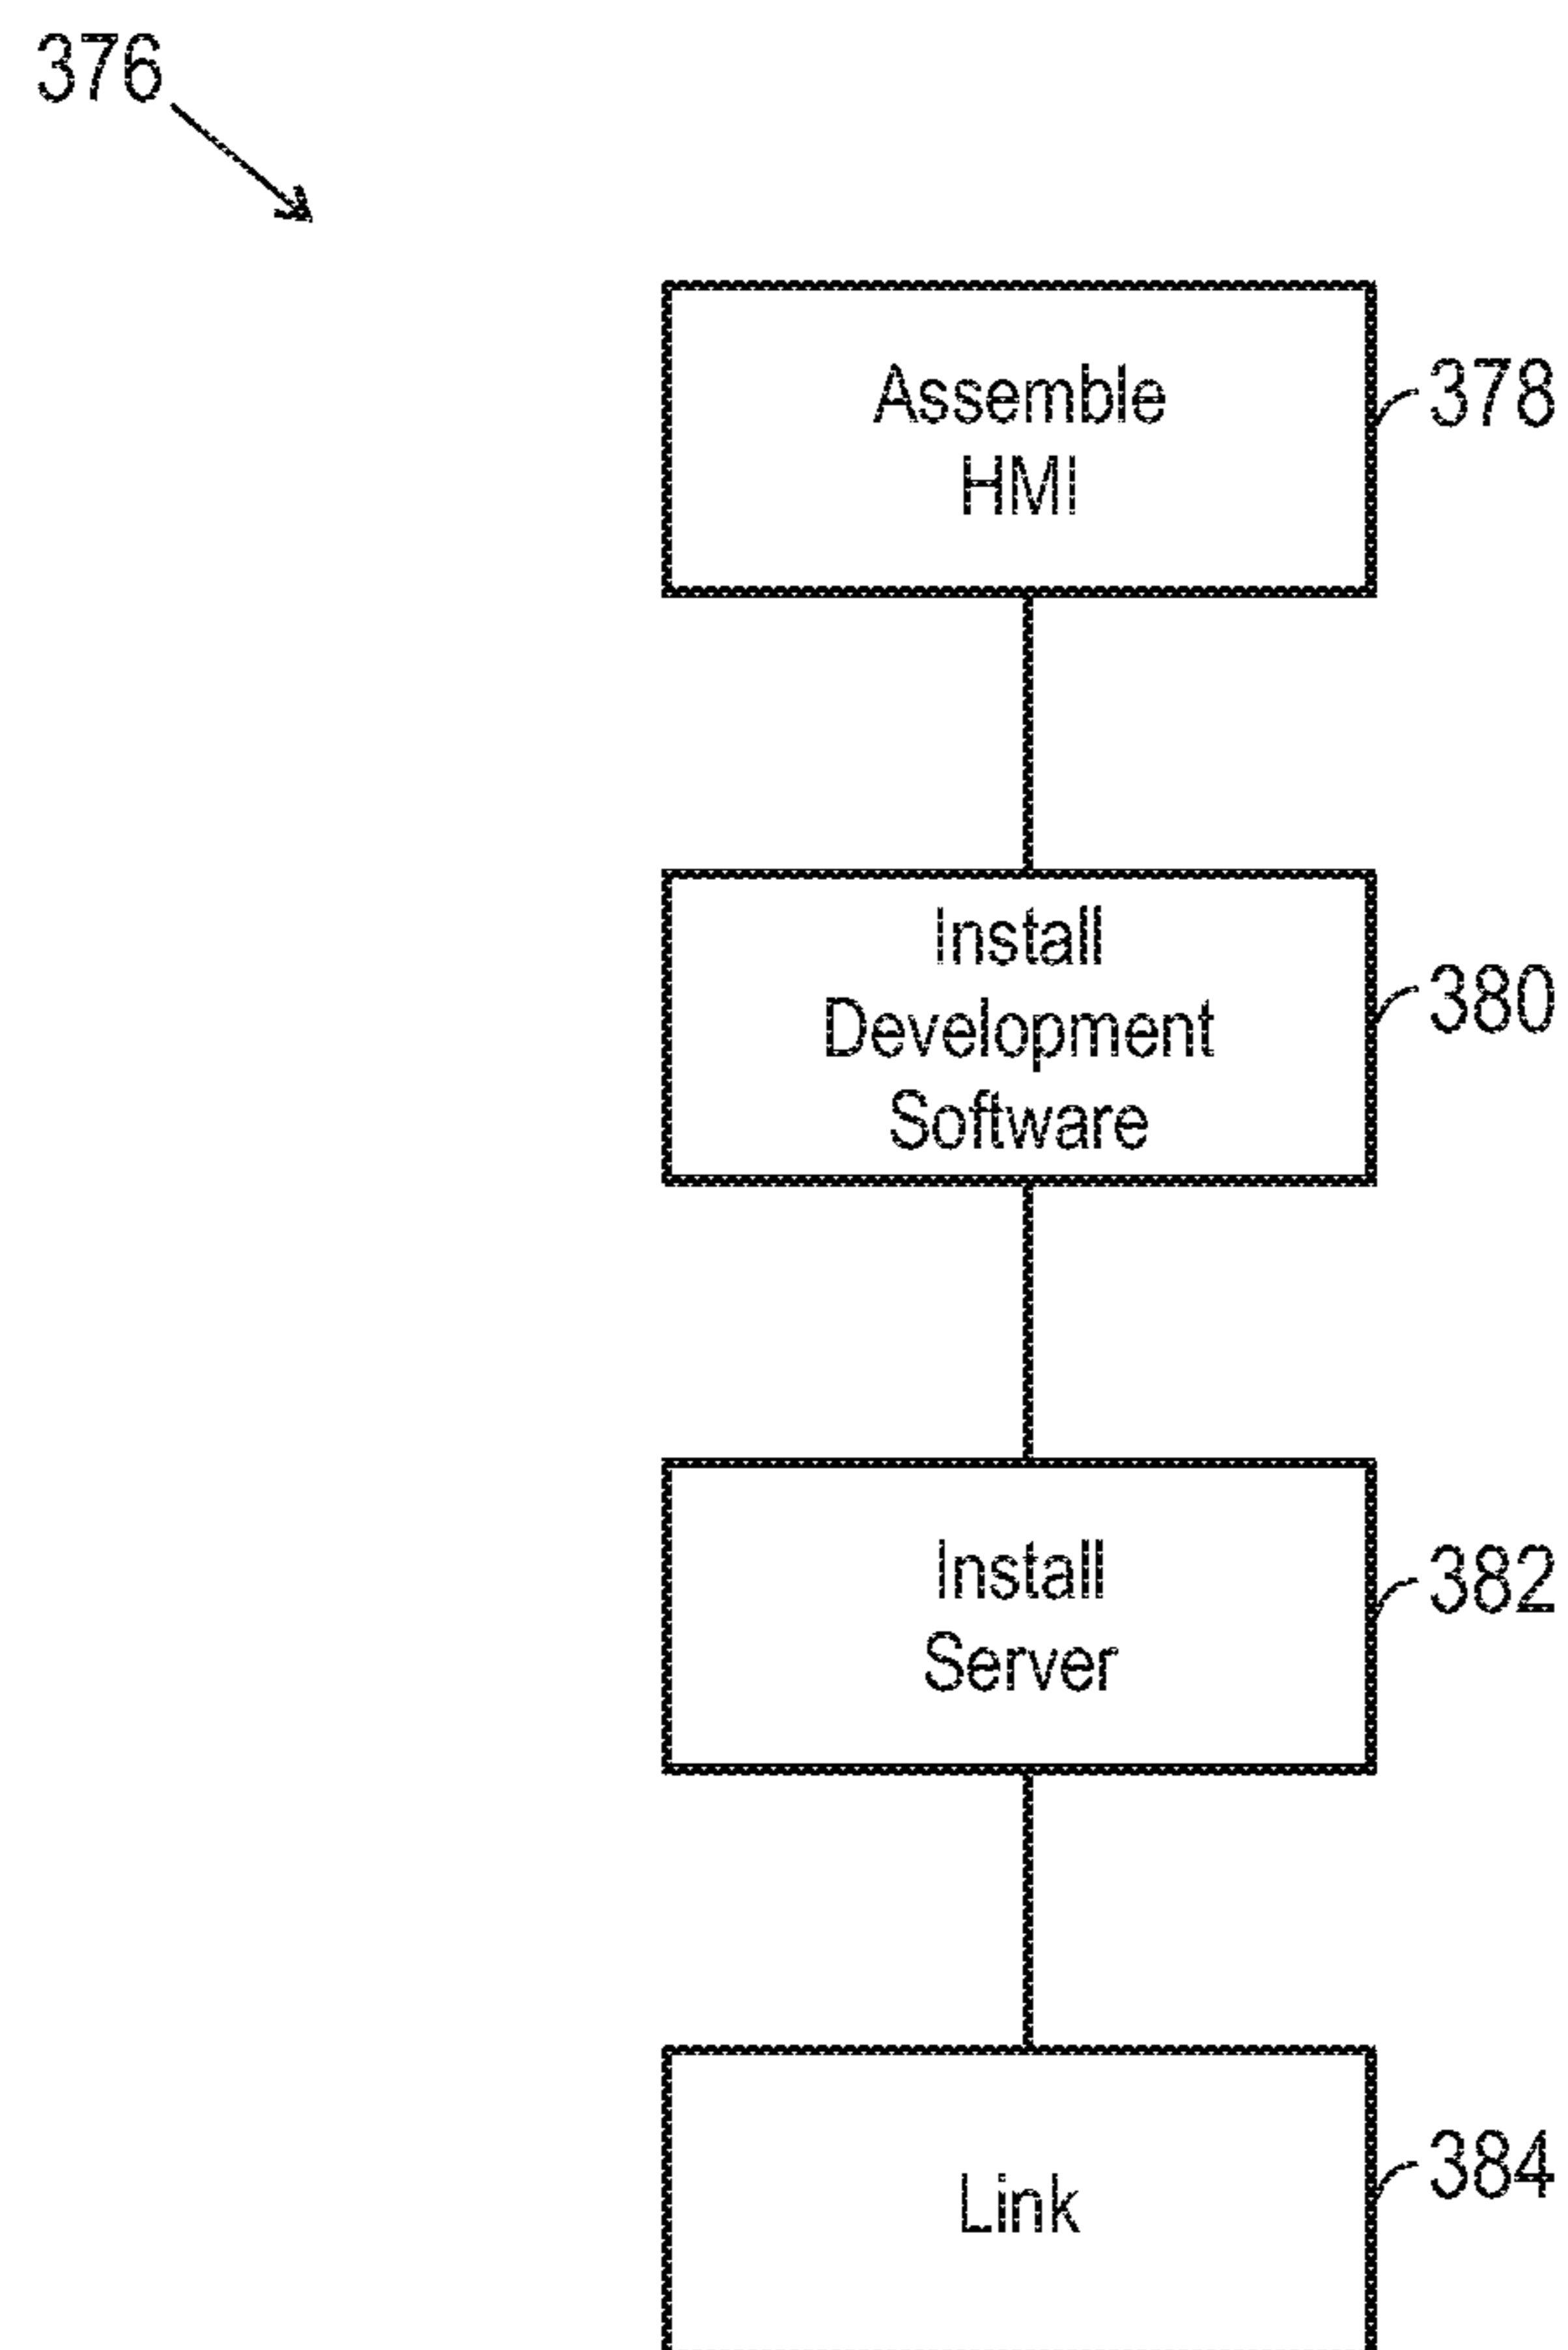 376
Assemble
HMI
378
Install
Development
Software
380
Install
Server
382
Link
384